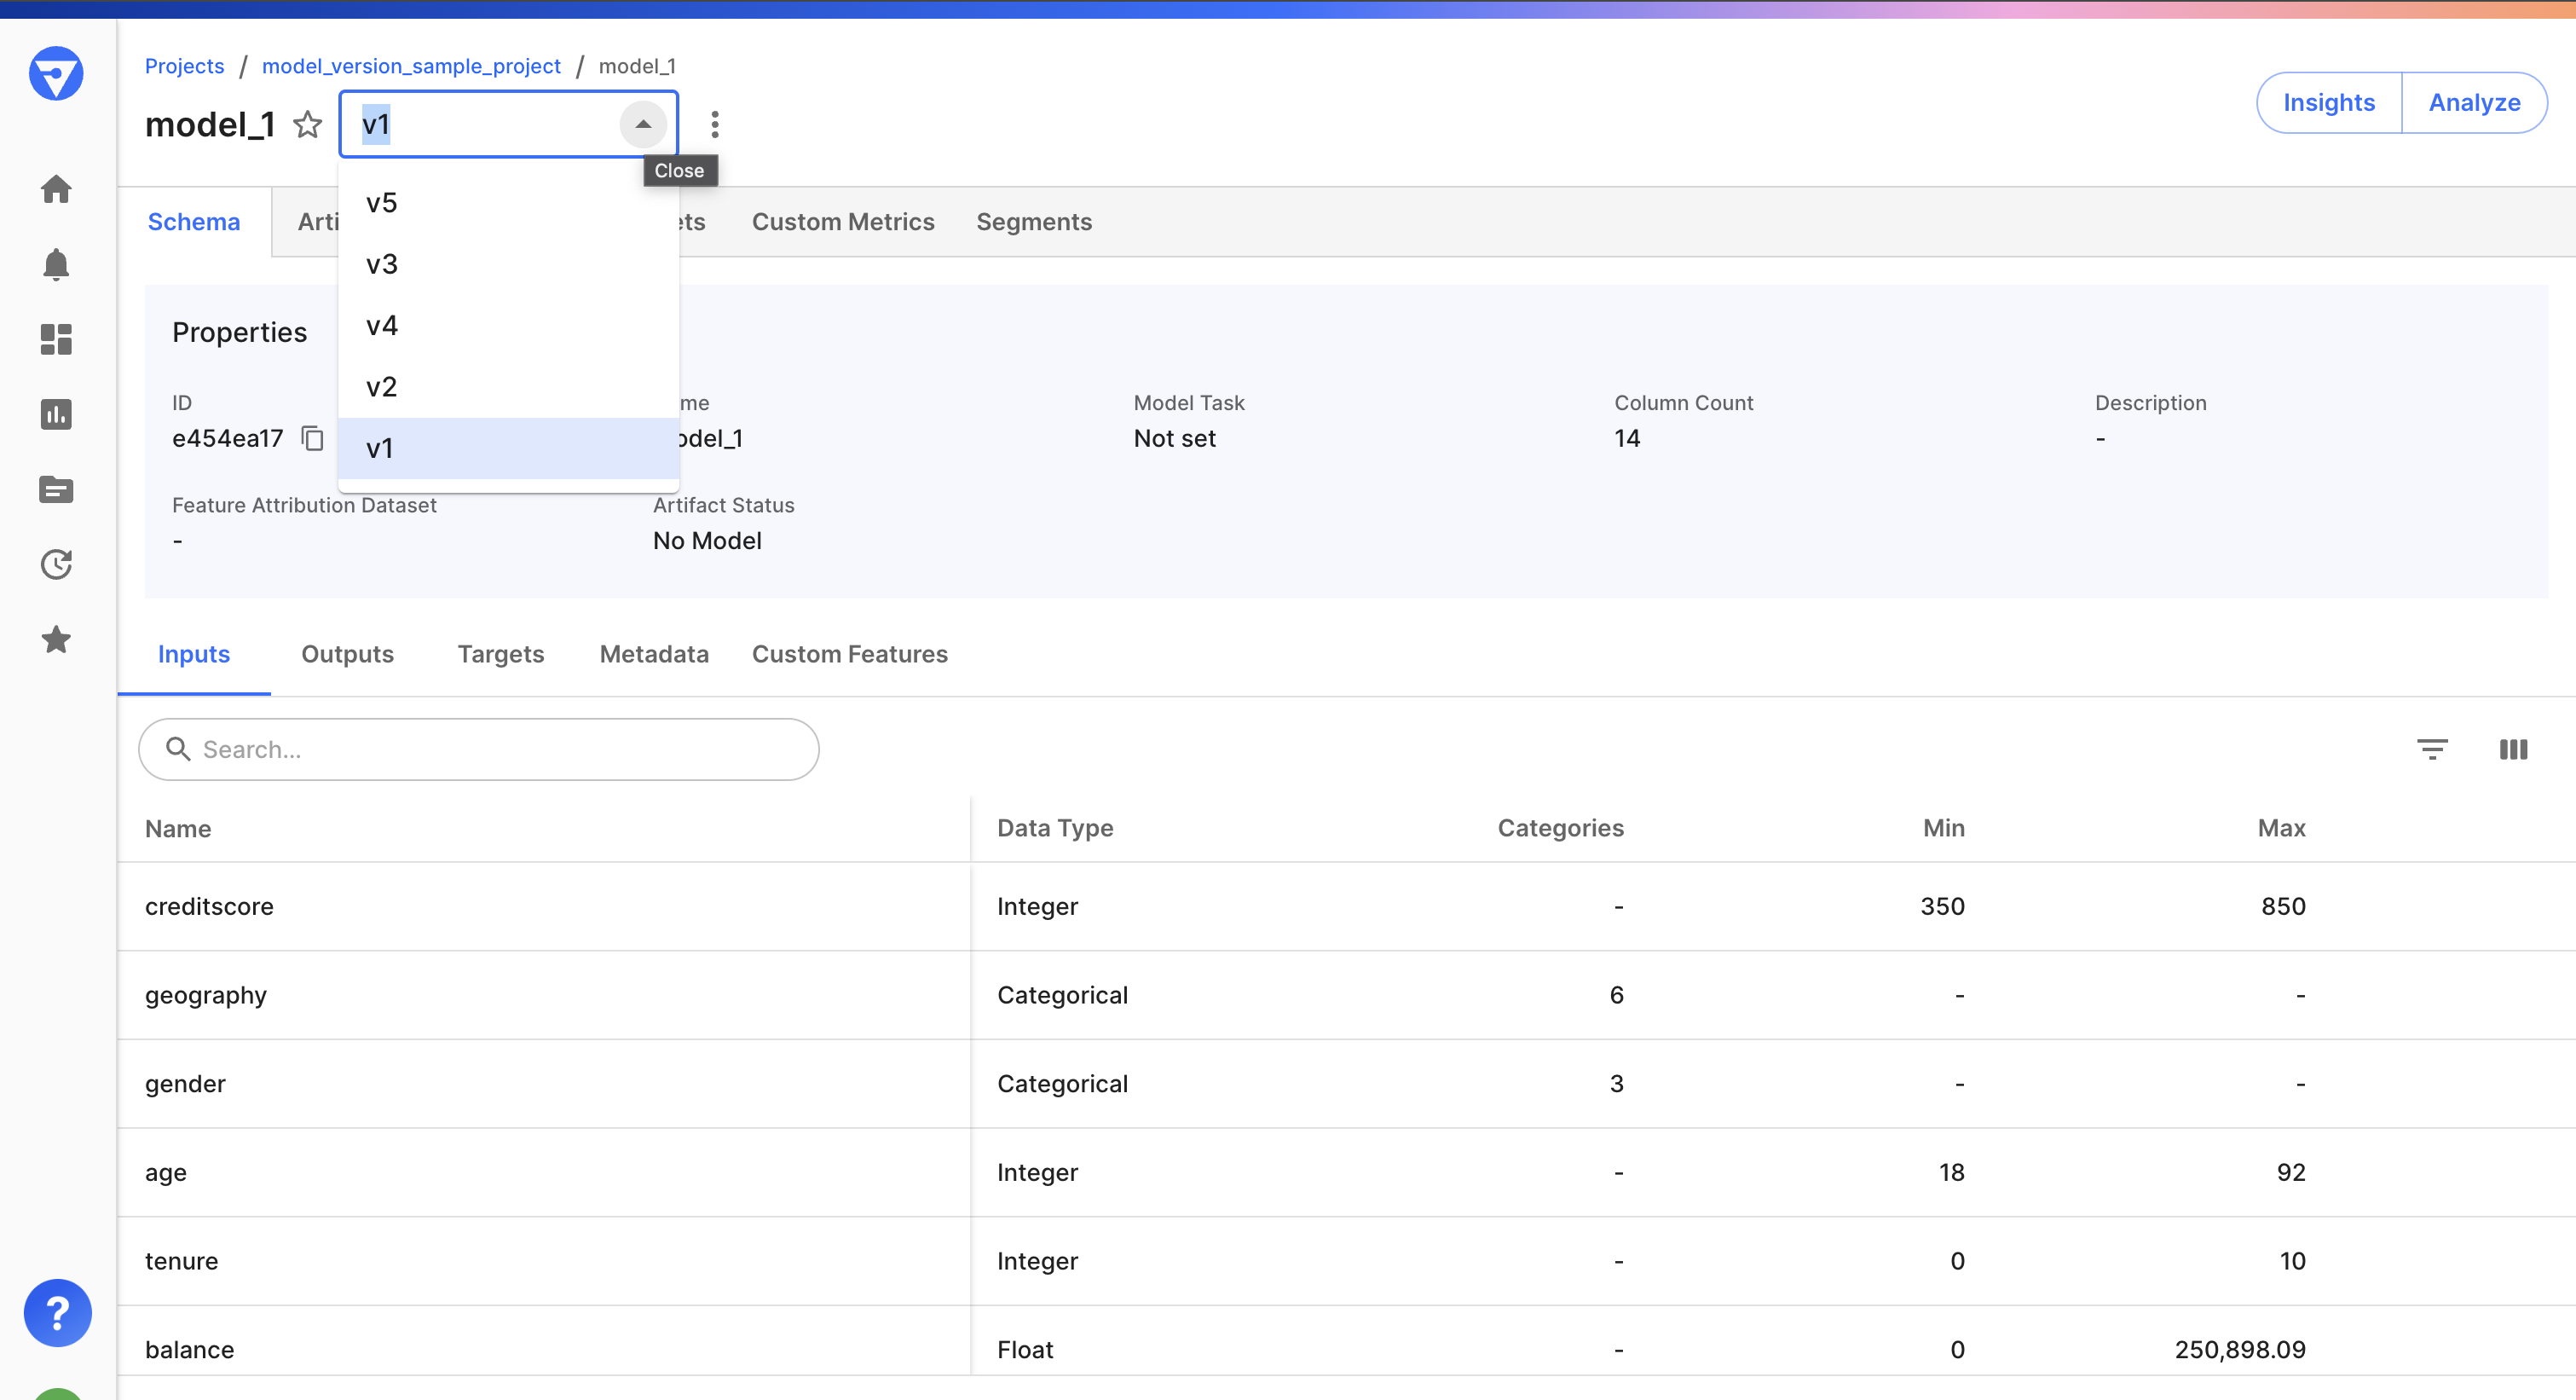 Projects / model_version_sample_project / model_1
model_1 v1
Insights Analyze
Close
v5
v3
v4
v2
v1
Schema Arti ets Custom Metrics Segments
Properties
ID me Model Task Column Count Description
e454ea17 odel_1 Not set 14 -
Feature Attribution Dataset Artifact Status
- No Model
Inputs Outputs Targets Metadata Custom Features
Search...
Name Data Type Categories Min Max
creditscore Integer - 350 850
geography Categorical 6 - -
gender Categorical 3 - -
age Integer - 18 92
tenure Integer - 0 10
balance Float - 0 250,898.09
?